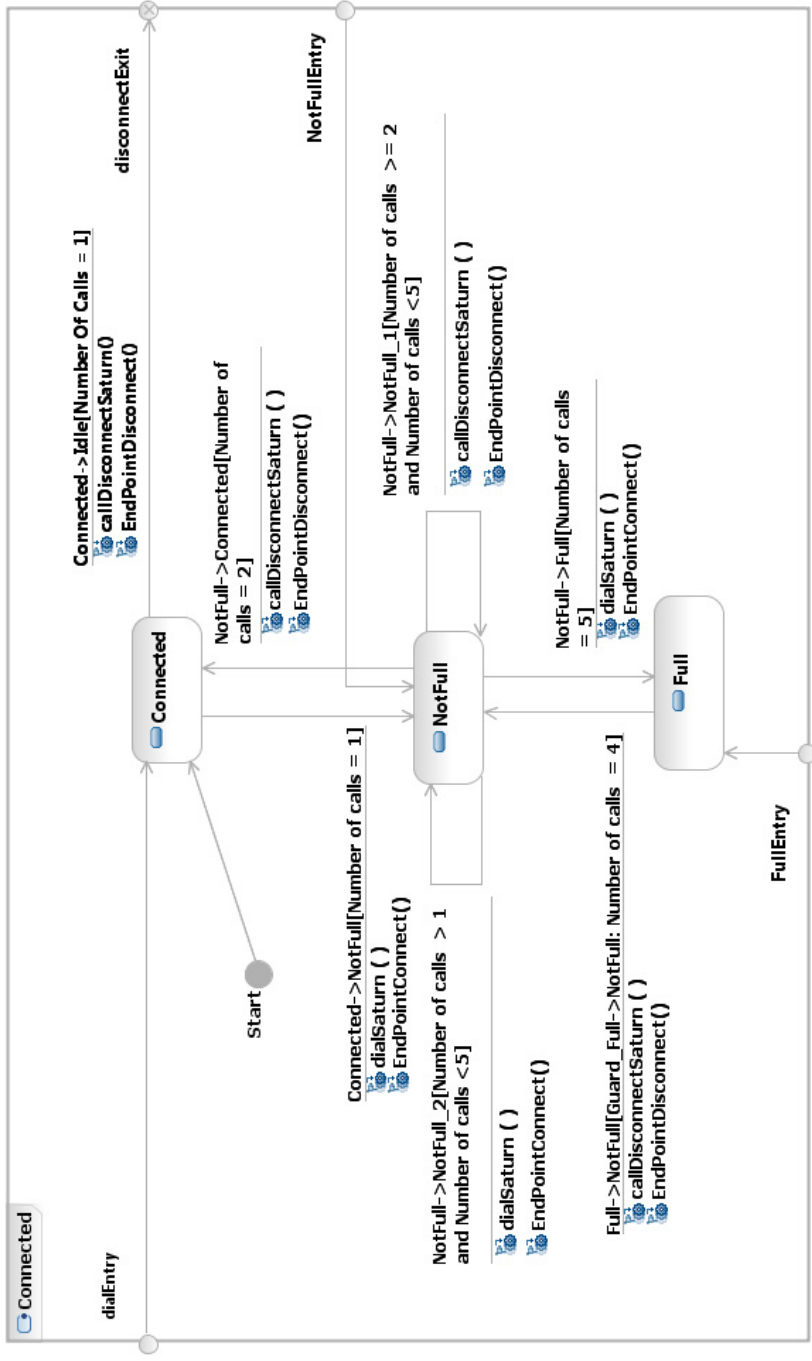 Connected
dialEntry
Start
Connected->Idle[Number Of Calls = 1]
callDisconnectSaturn()
EndPointDisconnect()
disconnectExit
Connected
NotFull->Connected[Number of
calls = 2]
callDisconnectSaturn ( )
EndPointDisconnect()
NotFullEntry
Connected->NotFull[Number of calls = 1]
dialSaturn ( )
EndPointConnect()
NotFull->NotFull_1[Number of calls >= 2
and Number of calls <5]
callDisconnectSaturn ( )
EndPointDisconnect()
NotFull
NotFull->NotFull_2[Number of calls > 1
and Number of calls <5]
dialSaturn ( )
EndPointConnect()
NotFull->Full[Number of calls
= 5]
dialSaturn ( )
EndPointConnect()
Full->NotFull[Guard_Full->NotFull: Number of calls = 4]
callDisconnectSaturn ( )
EndPointDisconnect()
Full
FullEntry